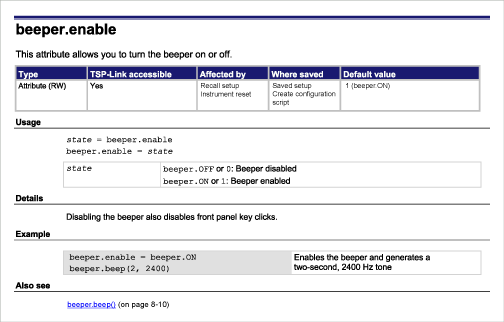 beeper.enable
This attribute allows you to turn the beeper on or off.
Type TSP-Link accessible Affected by Where saved Default value
Attribute (RW) Yes Recall setup Saved setup 1 (beeper.ON)
Instrument reset Create configuration
script
Usage
state = beeper.enable
beeper.enable = state
state beeper.OFF or 0: Beeper disabled
beeper.ON or 1: Beeper enabled
Details
Disabling the beeper also disables front panel key clicks.
Example
beeper.enable = beeper.ON Enables the beeper and generates a
beeper.beep(2, 2400) two-second, 2400 Hz tone
Also see
beeper.beep() (on page 8-10)